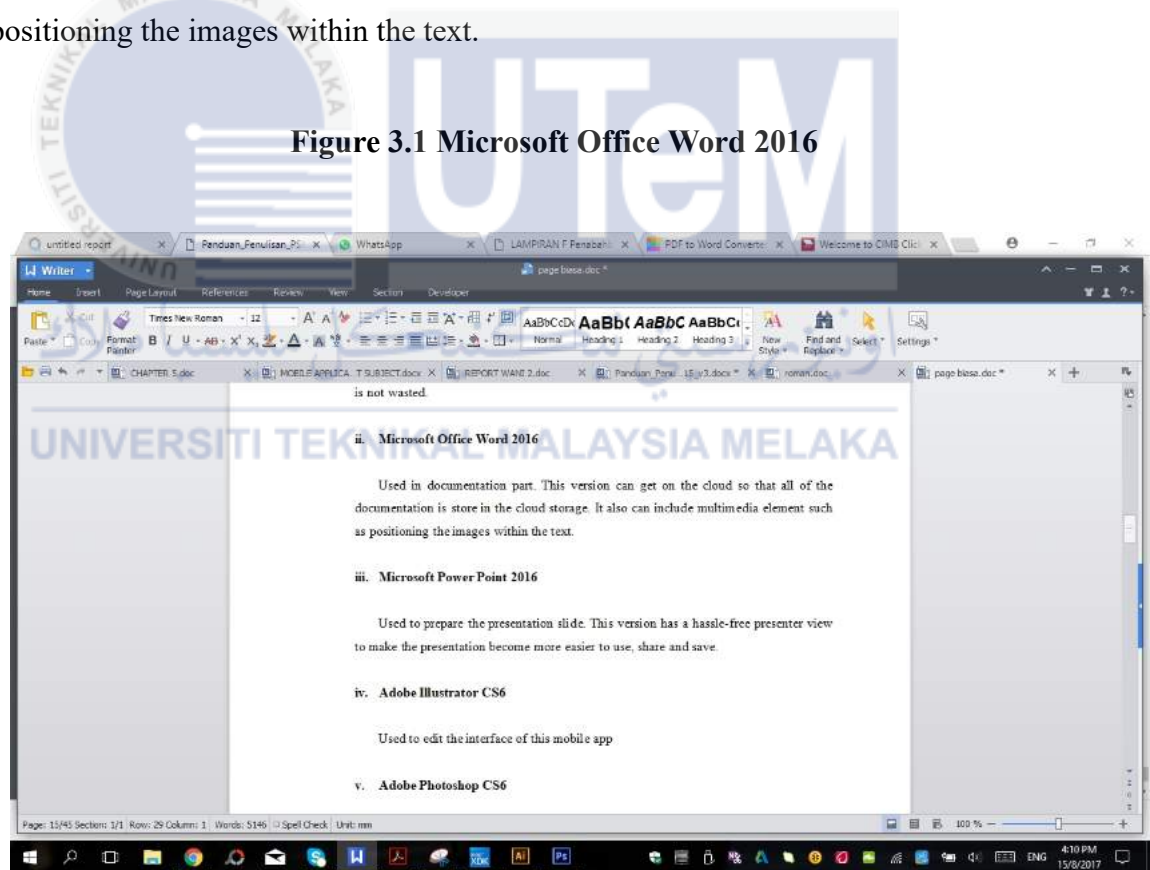 positioning the images within the text.
Figure 3.1 Microsoft Office Word 2016
UTeM
UNIVERSITI TEKNIKAL MALAYSIA MELAKA
untitled report
Panduan_Penulisan_PS
WhatsApp
LAMPIRAN F Penabah
PDF to Word Converte
Welcome to CIMB Clic
Writer
page biasa.doc *
Home Insert Page Layout References Review View Section Developer
Paste Cut Copy Format Painter
Times New Roman 12
AaBbCcDc AaBb( AaBbC AaBbC
Normal Heading 1 Heading 2 Heading 3
New Style Find and Replace Select Settings
CHAPTER 5.doc
MOBILE APPLICA...T SUBJECT.docx
REPORT WANI 2.doc
roman.doc
page biasa.doc *
is not wasted.
ii. Microsoft Office Word 2016
Used in documentation part. This version can get on the cloud so that all of the
documentation is store in the cloud storage. It also can include multimedia element such
as positioning the images within the text.
iii. Microsoft Power Point 2016
Used to prepare the presentation slide. This version has a hassle-free presenter view
to make the presentation become more easier to use, share and save.
iv. Adobe Illustrator CS6
Used to edit the interface of this mobile app
v. Adobe Photoshop CS6
Page: 15/45 Section: 1/1 Row: 29 Column: 1 Words: 5146 Spell Check Unit: mm
100 %
XDK Ai Ps
ENG
4:10 PM
15/8/2017